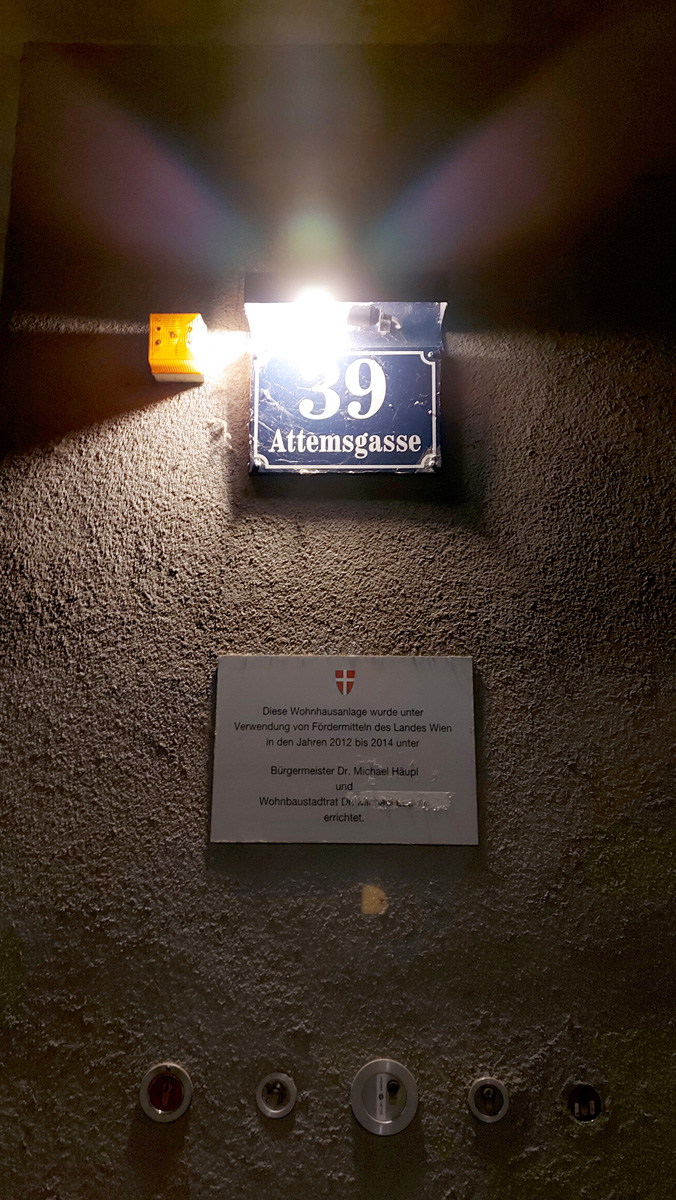 39
Attemsgasse
Diese Wohnhausanlage wurde unter
Verwendung von Fördermitteln des Landes Wien
in den Jahren 2012 bis 2014 unter
Bürgermeister Dr. Michael Häupl
und
Wohnbaustadtrat Dr.
errichtet.